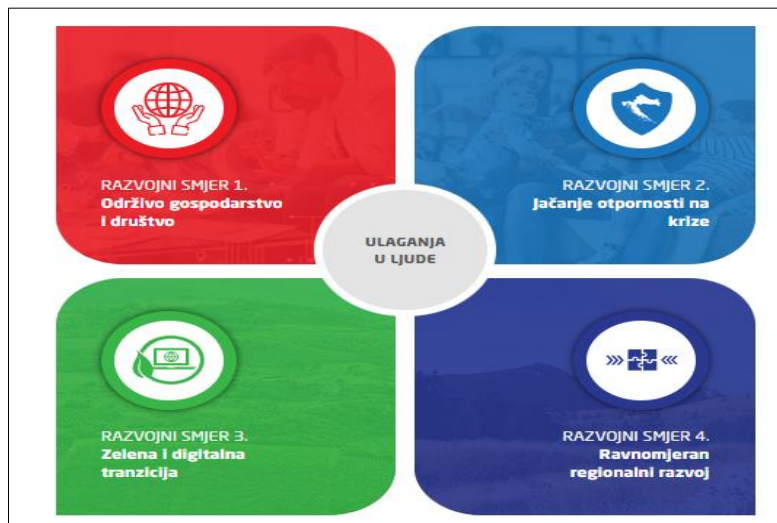 RAZVOJNI SMJER 1.
Održivo gospodarstvo
i društvo
RAZVOJNI SMJER 2.
Jačanje otpornosti na
krize
ULAGANJA
U LJUDE
RAZVOJNI SMJER 3.
Zelena i digitalna
tranzicija
RAZVOJNI SMJER 4.
Ravnomjeran
regionalni razvoj